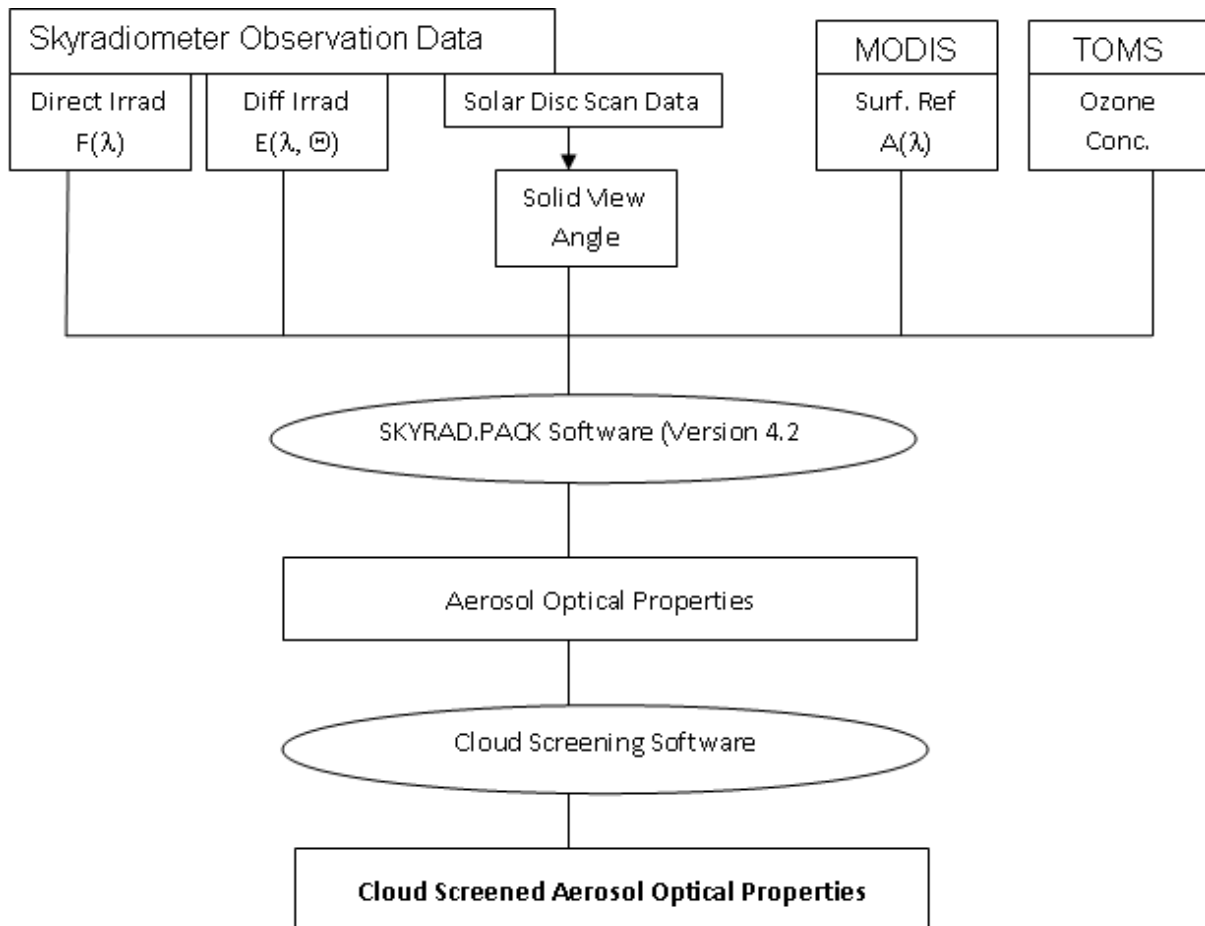 Skyradiometer Observation Data
MODIS
TOMS
Direct Irrad
F(λ)
Diff Irrad
E(λ, Θ)
Solar Disc Scan Data
Surf. Ref
A(λ)
Ozone
Conc.
Solid View
Angle
SKYRAD.PACK Software (Version 4.2
Aerosol Optical Properties
Cloud Screening Software
Cloud Screened Aerosol Optical Properties